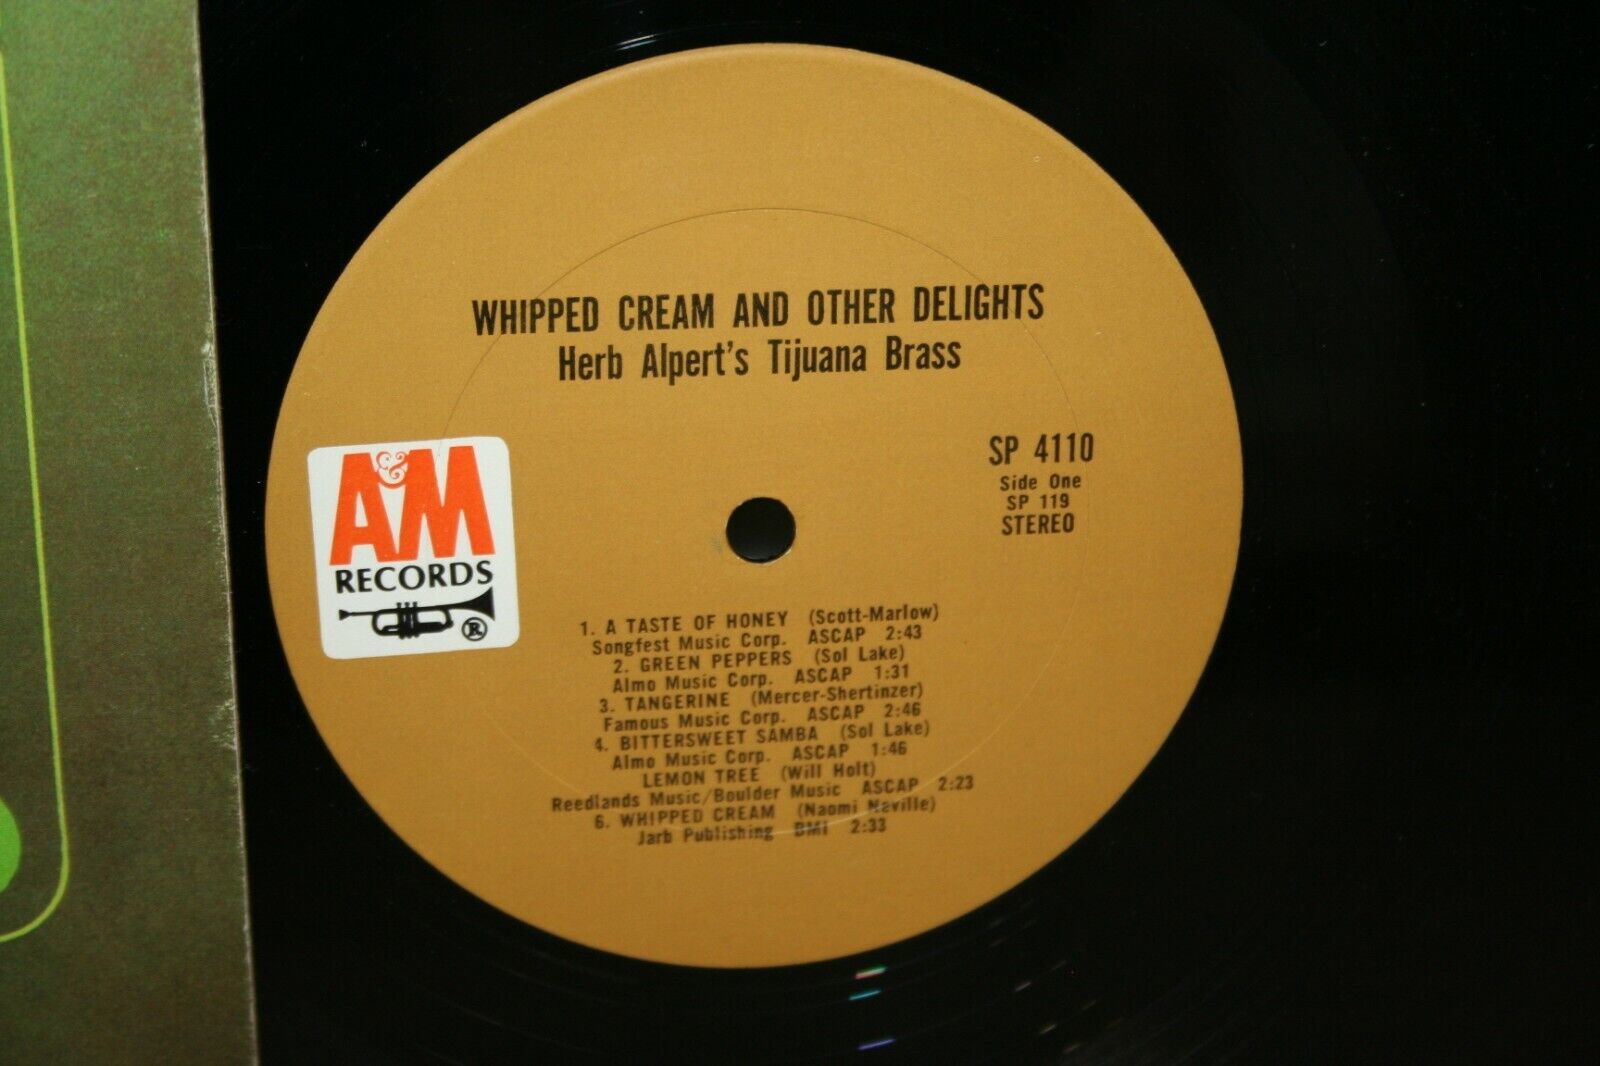 WHIPPED CREAM AND OTHER DELIGHTS
Herb Alpert's Tijuana Brass
A&M
RECORDS
®
SP 4110
Side One
SP 119
STEREO
1. A TASTE OF HONEY (Scott-Marlow)
Songfest Music Corp. ASCAP 2:43
2. GREEN PEPPERS (Sol Lake)
Almo Music Corp. ASCAP 1:31
3. TANGERINE (Mercer-Shertinzer)
Famous Music Corp. ASCAP 2:46
4. BITTERSWEET SAMBA (Sol Lake)
Almo Music Corp. ASCAP 1:46
LEMON TREE (Will Holt)
Reedlands Music/Boulder Music ASCAP 2:23
6. WHIPPED CREAM (Naomi Naville)
Jarb Publishing BMI 2:33